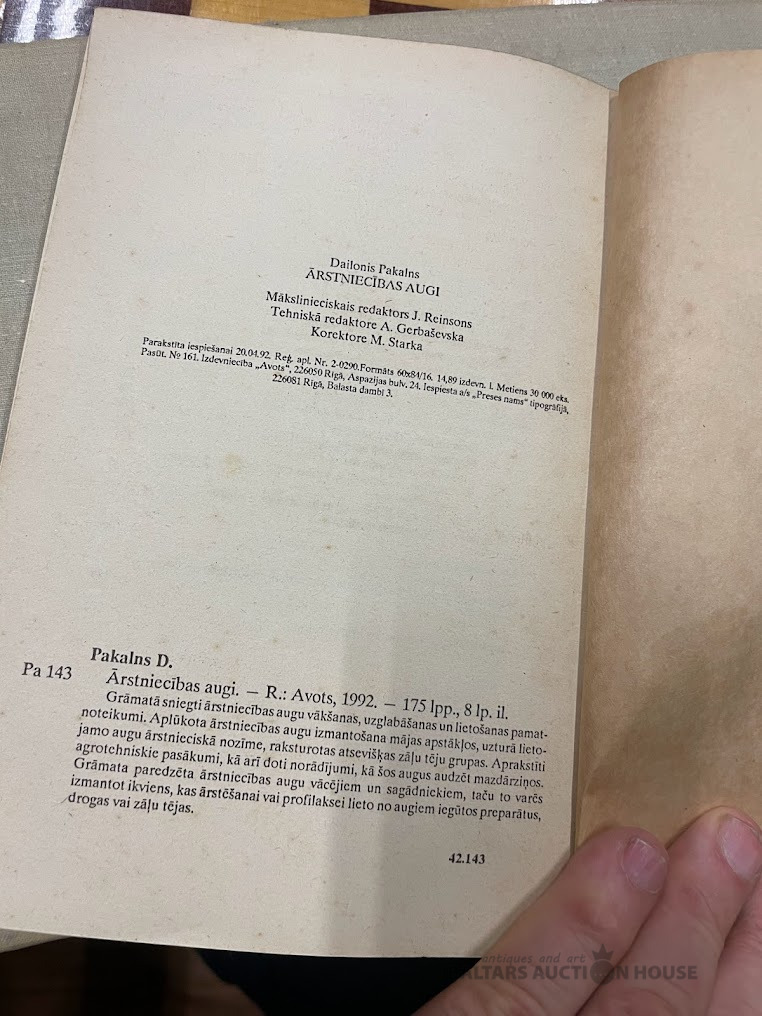 Dailonis Pakalns
ĀRSTNIECĪBAS AUGI
Mākslinieciskais redaktors J. Reinsons
Tehniskā redaktore A. Gerbaševska
Korektore M. Starka
Parakstīta iespiešanai 20.04.92. Reģ. apl. Nr. 2-0290.Formāts 60x84/16. 14,89 izdevn. l. Metiens 30 000 eks.
Pasūt. № 161. Izdevniecība „Avots“, 226050 Rīgā, Aspazijas bulv. 24. Iespiesta a/s „Preses nams“ tipogrāfijā,
226081 Rīgā, Balasta dambī 3.
Pakalns D.
Pa 143
Ārstniecības augi. — R.: Avots, 1992. — 175 lpp., 8 lp. il.
Grāmatā sniegti ārstniecības augu vākšanas, uzglabāšanas un lietošanas pamat-
noteikumi. Aplūkota ārstniecības augu izmantošana mājas apstākļos, uzturā lieto-
jamo augu ārstnieciskā nozīme, raksturotas atsevišķas zāļu tēju grupas. Aprakstīti
agrotehniskie pasākumi, kā arī doti norādījumi, kā šos augus audzēt mazdārziņos.
Grāmata paredzēta ārstniecības augu vācējiem un sagādniekiem, taču to varēs
izmantot ikviens, kas ārstēšanai vai profilaksei lieto no augiem iegūtos preparātus,
drogas vai zāļu tējas.
42.143
antiques and art
ALTARS AUCTION HOUSE